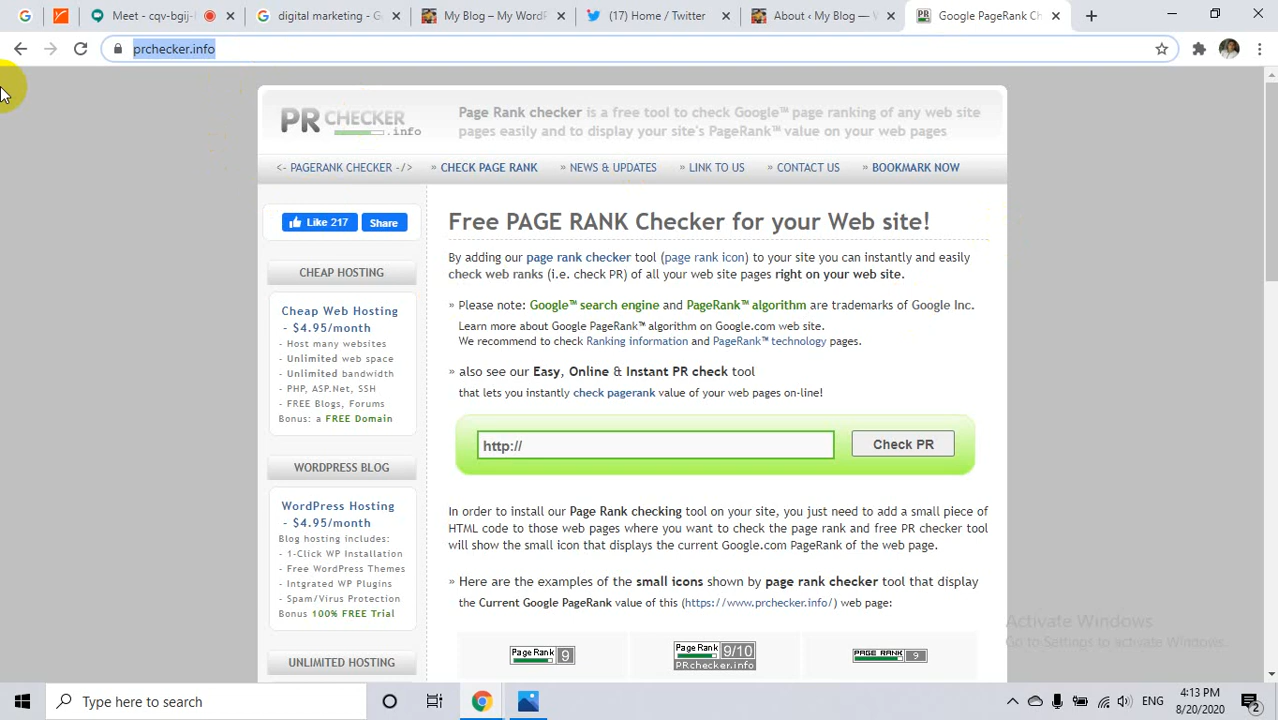 Meet - cqv-bgij-
digital marketing - G
My Blog – My WordP
(17) Home / Twitter
About ‹ My Blog — W
Google PageRank Ch
prchecker.info
PR CHECKER
.info
Page Rank checker is a free tool to check Google™ page ranking of any web site
pages easily and to display your site's PageRank™ value on your web pages
<- PAGERANK CHECKER -/>
» CHECK PAGE RANK
» NEWS & UPDATES
» LINK TO US
» CONTACT US
» BOOKMARK NOW
Like 217
Share
CHEAP HOSTING
Cheap Web Hosting
- $4.95/month
- Host many websites
- Unlimited web space
- Unlimited bandwidth
- PHP, ASP.Net, SSH
- FREE Blogs, Forums
Bonus: a FREE Domain
WORDPRESS BLOG
WordPress Hosting
- $4.95/month
Blog hosting includes:
- 1-Click WP Installation
- Free WordPress Themes
- Intgrated WP Plugins
- Spam/Virus Protection
Bonus 100% FREE Trial
UNLIMITED HOSTING
Free PAGE RANK Checker for your Web site!
By adding our page rank checker tool (page rank icon) to your site you can instantly and easily
check web ranks (i.e. check PR) of all your web site pages right on your web site.
» Please note: Google™ search engine and PageRank™ algorithm are trademarks of Google Inc.
Learn more about Google PageRank™ algorithm on Google.com web site.
We recommend to check Ranking information and PageRank™ technology pages.
» also see our Easy, Online & Instant PR check tool
that lets you instantly check pagerank value of your web pages on-line!
http://
Check PR
In order to install our Page Rank checking tool on your site, you just need to add a small piece of
HTML code to those web pages where you want to check the page rank and free PR checker tool
will show the small icon that displays the current Google.com PageRank of the web page.
» Here are the examples of the small icons shown by page rank checker tool that display
the Current Google PageRank value of this (https://www.prchecker.info/) web page:
Page Rank 9
Page Rank 9/10
PRchecker.info
PAGE RANK 9
Activate Windows
Go to Settings to activate Windows.
Type here to search
ENG
4:13 PM
8/20/2020
2